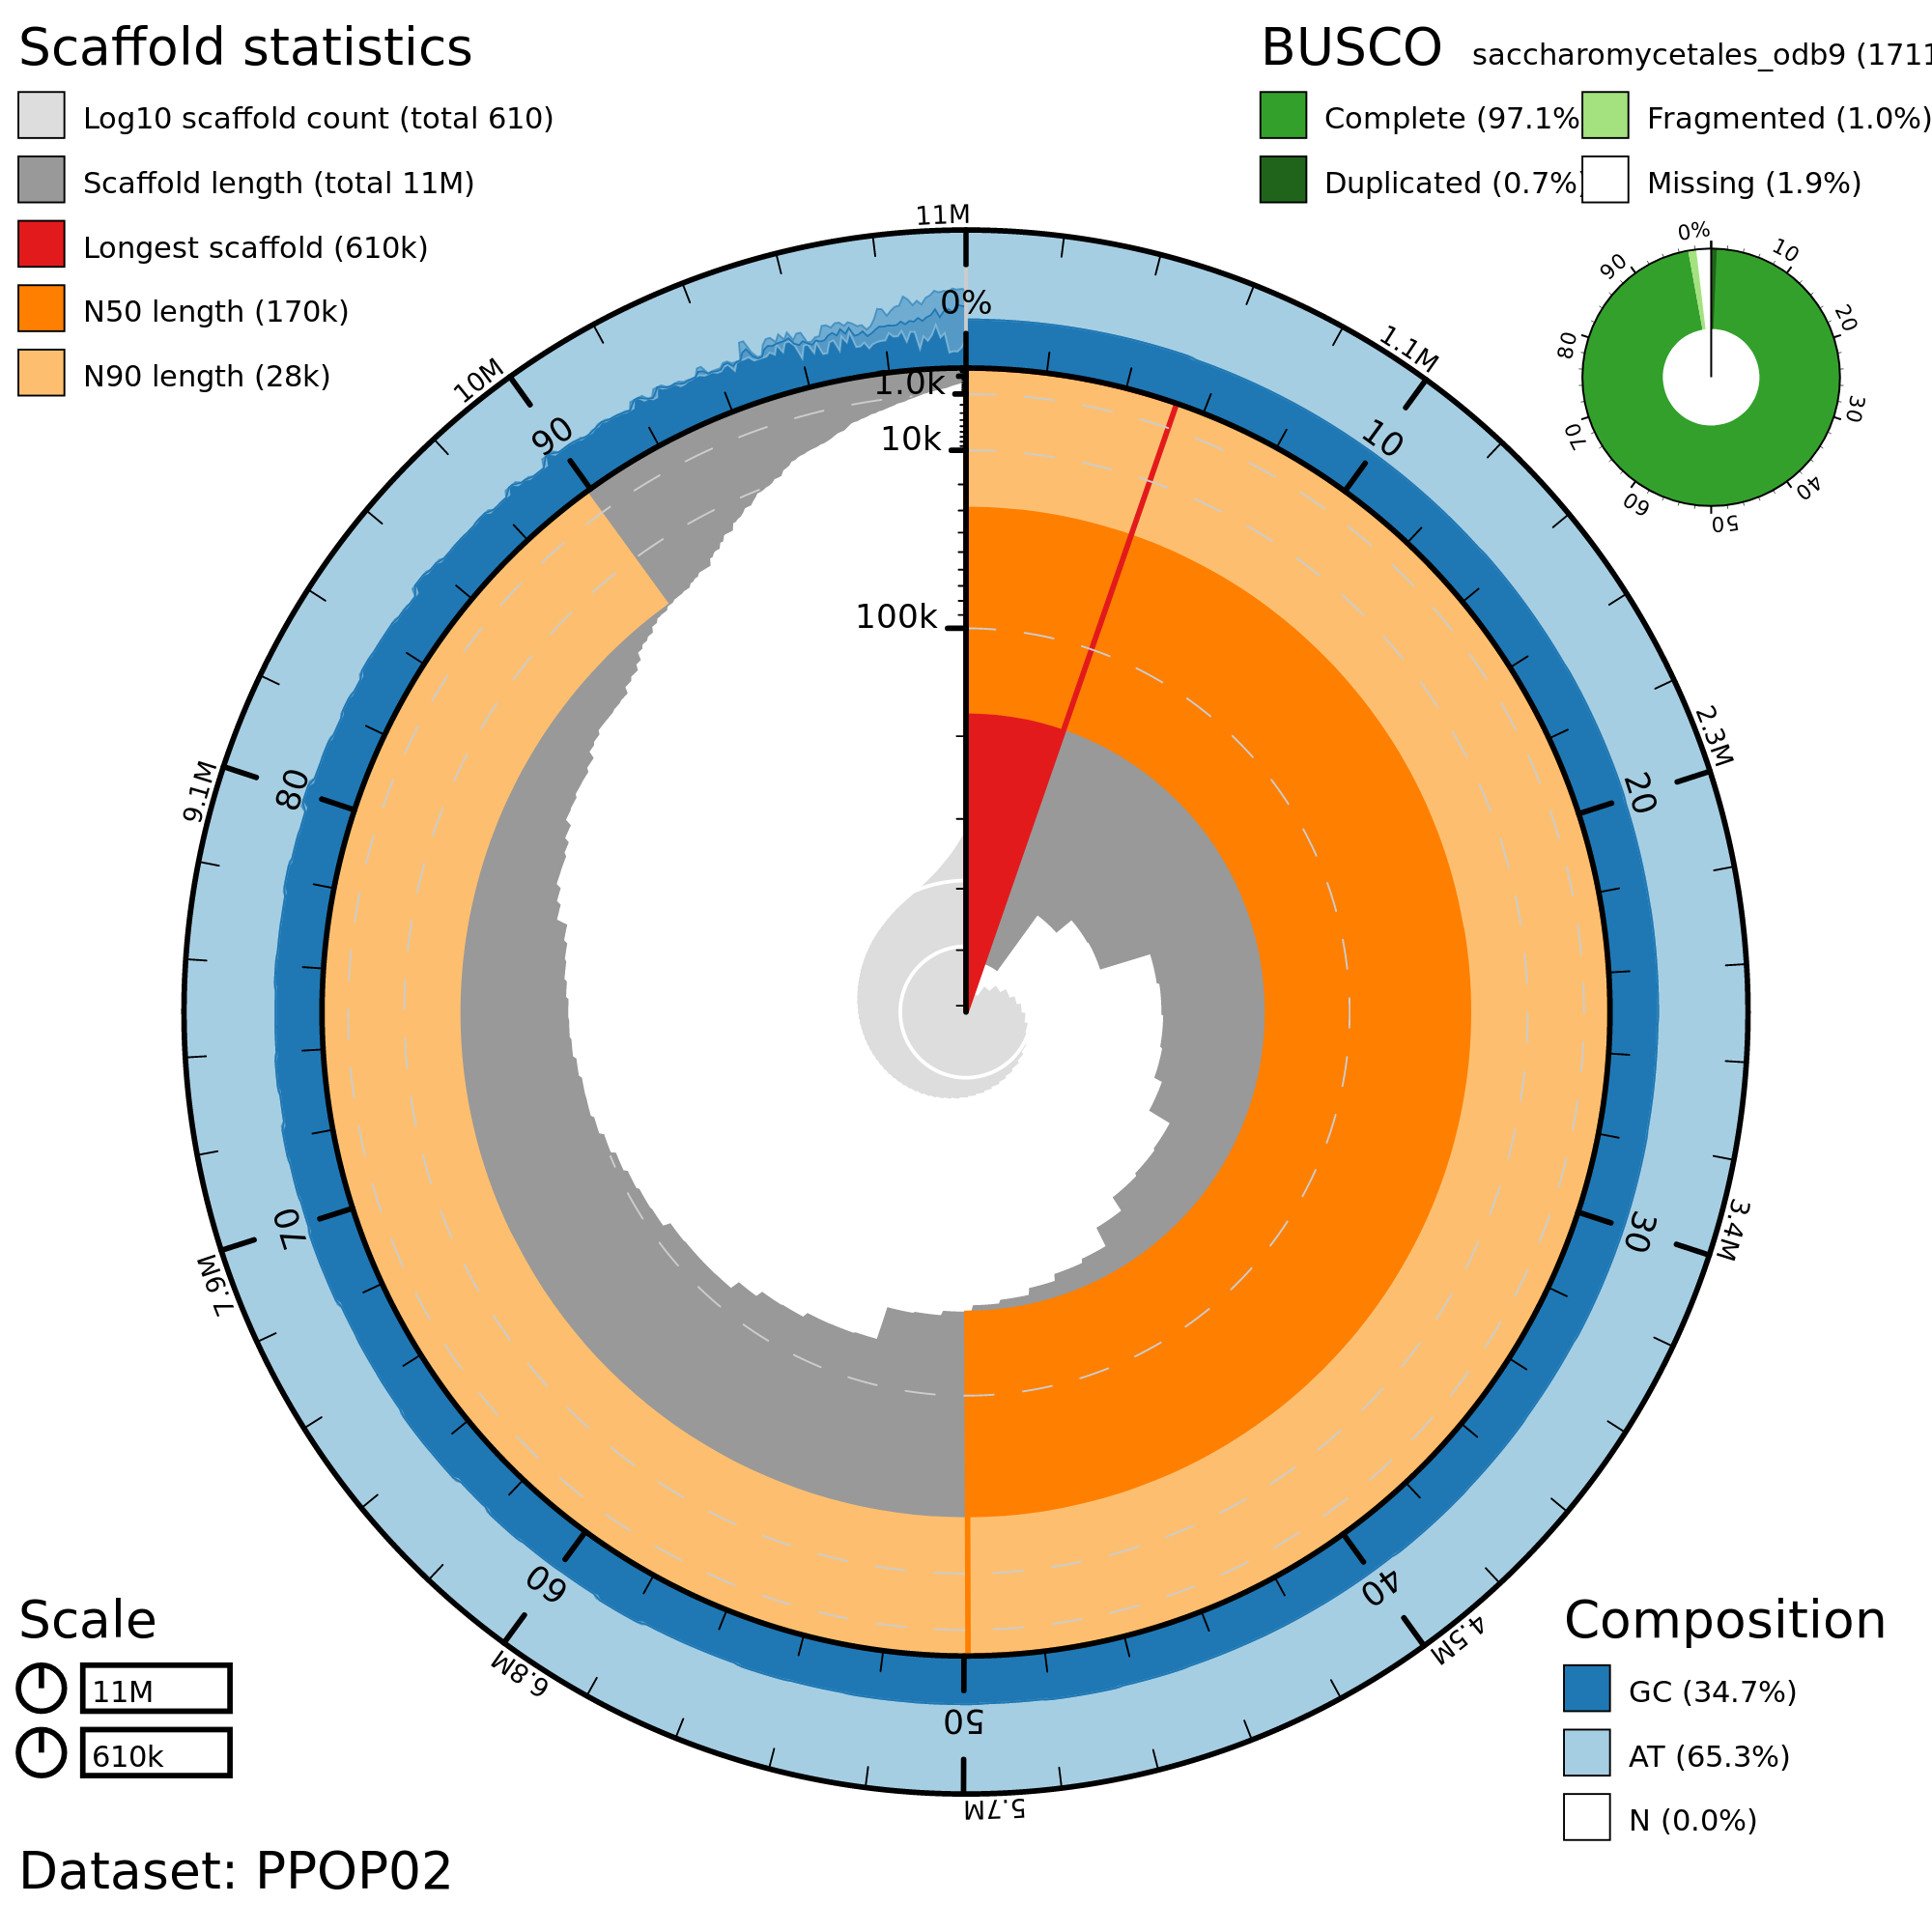 Scaffold statistics
Log10 scaffold count (total 610)
Scaffold length (total 11M)
Longest scaffold (610k)
N50 length (170k)
N90 length (28k)
BUSCO saccharomycetales_odb9 (1711
Complete (97.1%
Fragmented (1.0%)
Duplicated (0.7%)
Missing (1.9%)
0%
10
20
30
40
50
60
70
80
90
11M
1.1M
2.3M
3.4M
4.5M
5.7M
6.8M
7.9M
9.1M
10M
0%
10
20
30
40
50
60
70
80
90
1.0k
10k
100k
Scale
11M
610k
Composition
GC (34.7%)
AT (65.3%)
N (0.0%)
Dataset: PPOP02